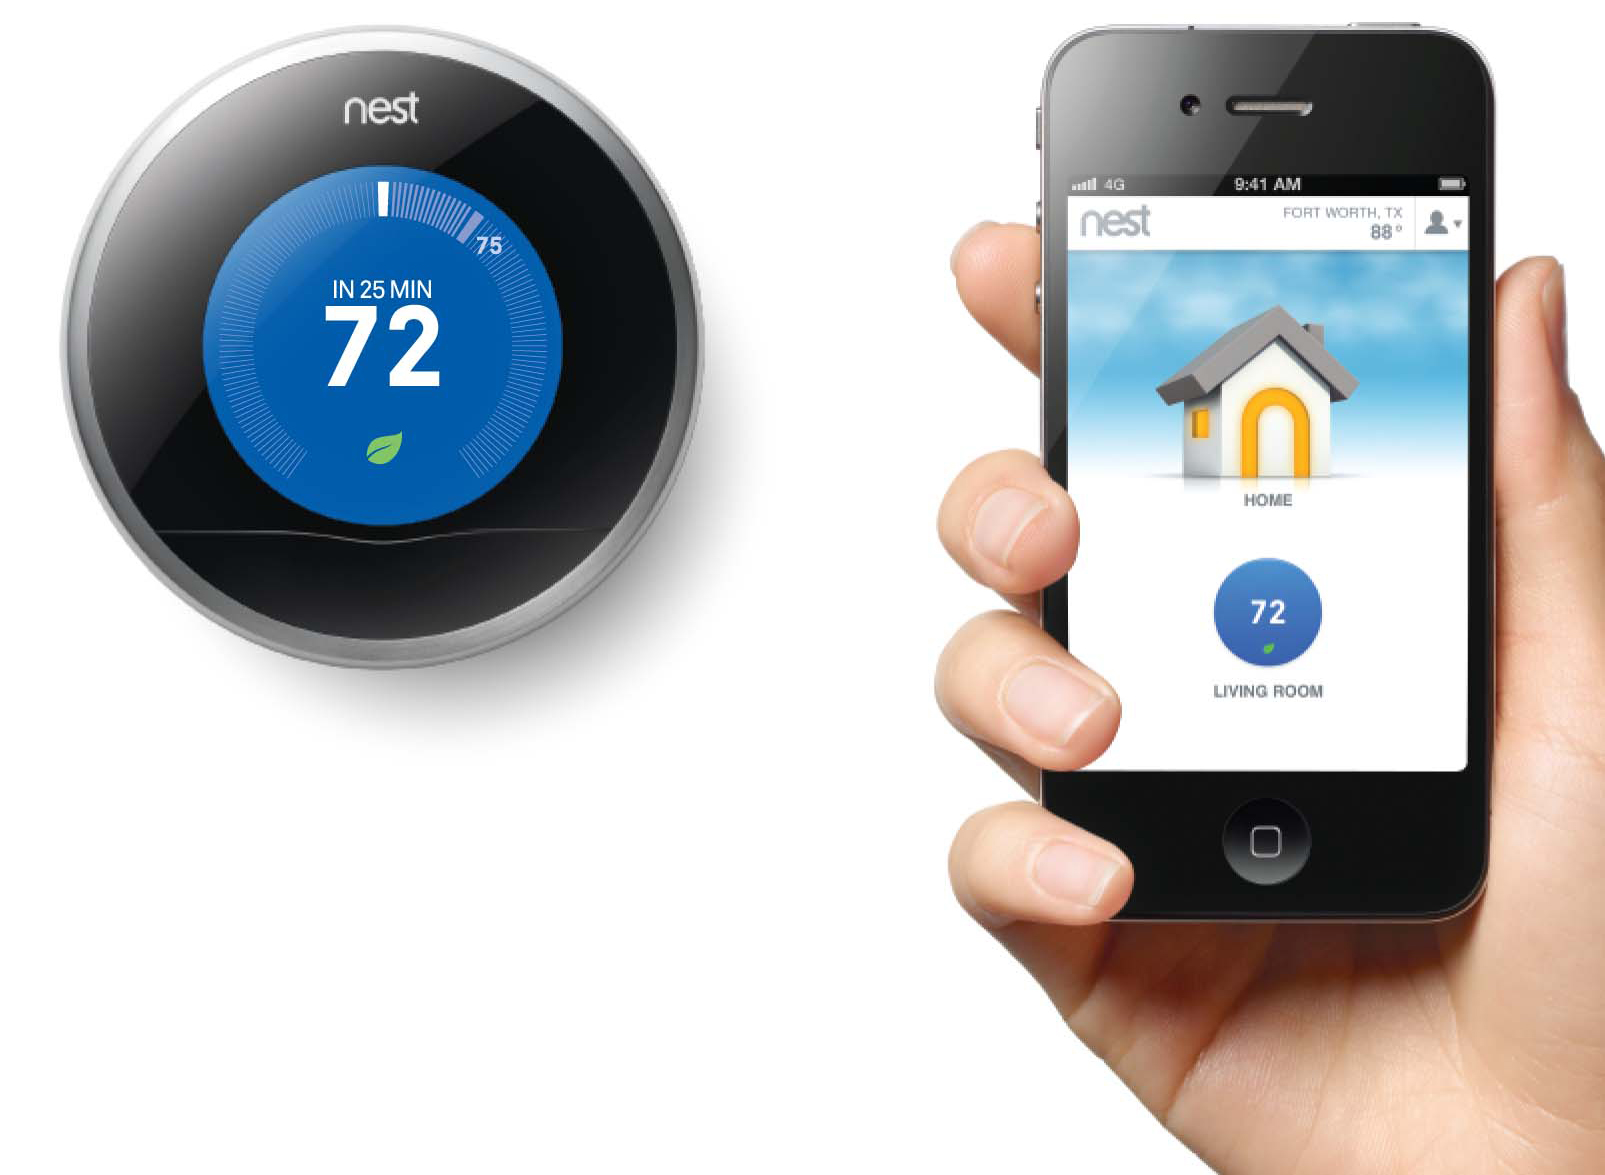 nest
75
IN 25 MIN
72
4G
9:41 AM
nest
FORT WORTH, TX
88°
HOME
72
LIVING ROOM